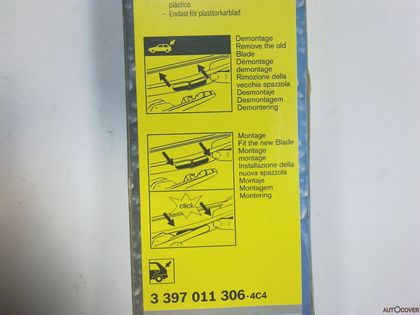 plástico
– Endast för plasttorkarblad
Demontage
Remove the old
Blade
Démontage
demontage
Rimozione della
vecchia spazzola
Desmontaje
Desmontagem
Demontering
Montage
Fit the new Blade
Montage
montage
Installazione della
nuova spazzola
Montaje
Montagem
Montering
click
3 397 011 306-4C4
AUTOCOVER